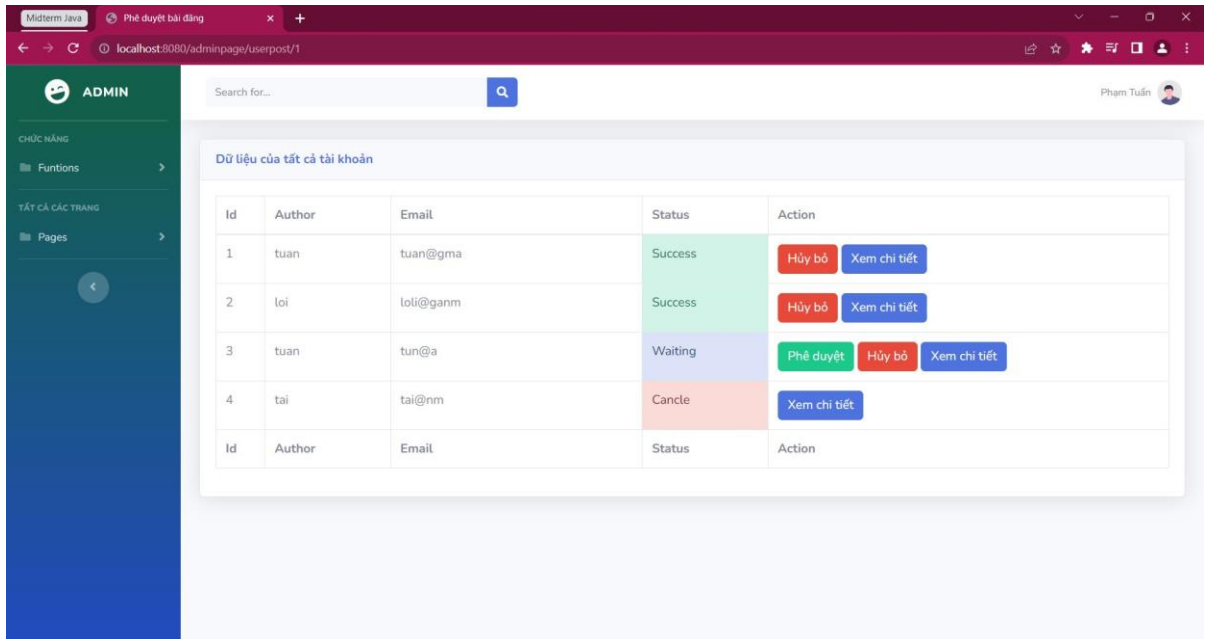 Midterm Java Phê duyệt bài đăng
localhost:8080/adminpage/userpost/1
ADMIN
Search for...
Phạm Tuấn
CHỨC NĂNG
Funtions
TẤT CẢ CÁC TRANG
Pages
Dữ liệu của tất cả tài khoản
Id Author Email Status Action
1 tuan tuan@gma Success Hủy bỏ Xem chi tiết
2 loi loli@ganm Success Hủy bỏ Xem chi tiết
3 tuan tun@a Waiting Phê duyệt Hủy bỏ Xem chi tiết
4 tai tai@nm Cancle Xem chi tiết
Id Author Email Status Action